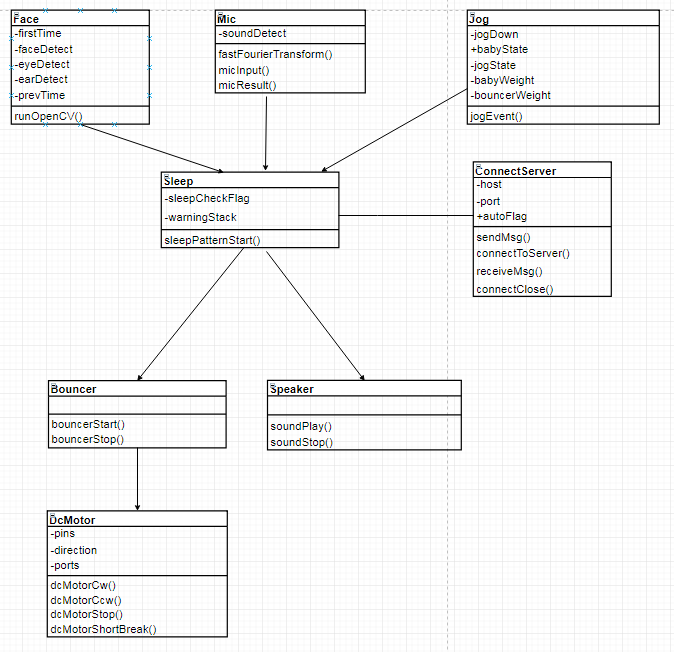 Face
-firstTime
-faceDetect
-eyeDetect
-earDetect
-prevTime
runOpenCV()
Mic
-soundDetect
fastFourierTransform()
micInput()
micResult()
Jog
-jogDown
+babyState
-jogState
-babyWeight
-bouncerWeight
jogEvent()
Sleep
-sleepCheckFlag
-warningStack
sleepPatternStart()
ConnectServer
-host
-port
+autoFlag
sendMsg()
connectToServer()
receiveMsg()
connectClose()
Bouncer
bouncerStart()
bouncerStop()
Speaker
soundPlay()
soundStop()
DcMotor
-pins
-direction
-ports
dcMotorCw()
dcMotorCcw()
dcMotorStop()
dcMotorShortBreak()